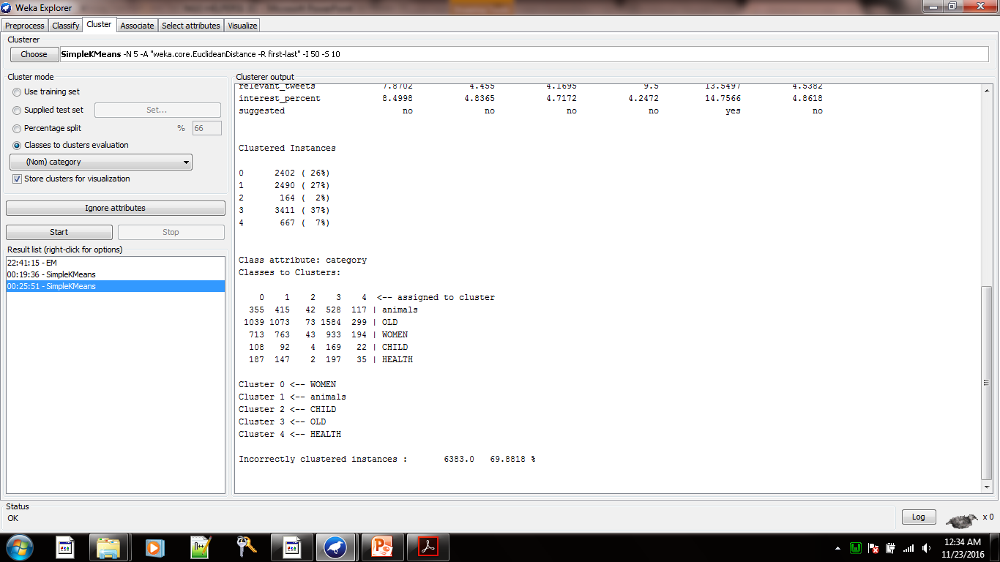 Weka Explorer
Preprocess Classify Cluster Associate Select attributes Visualize
Clusterer
Choose SimpleKMeans -N 5 -A "weka.core.EuclideanDistance -R first-last" -I 50 -S 10
Cluster mode
Use training set
Supplied test set Set...
Percentage split % 66
Classes to clusters evaluation
(Nom) category
Store clusters for visualization
Ignore attributes
Start Stop
Result list (right-click for options)
22:41:15 - EM
00:19:36 - SimpleKMeans
00:25:51 - SimpleKMeans
Clusterer output
relevant_tweets 7.8702 4.455 4.1695 9.5 13.5497 4.5382
interest_percent 8.4998 4.8365 4.7172 4.2472 14.7566 4.8618
suggested no no no no yes no
Clustered Instances
0 2402 ( 26%)
1 2490 ( 27%)
2 164 ( 2%)
3 3411 ( 37%)
4 667 ( 7%)
Class attribute: category
Classes to Clusters:
0 1 2 3 4 <-- assigned to cluster
355 415 42 528 117 | animals
1039 1073 73 1584 299 | OLD
713 763 43 933 194 | WOMEN
108 92 4 169 22 | CHILD
187 147 2 197 35 | HEALTH
Cluster 0 <-- WOMEN
Cluster 1 <-- animals
Cluster 2 <-- CHILD
Cluster 3 <-- OLD
Cluster 4 <-- HEALTH
Incorrectly clustered instances : 6383.0 69.8818 %
Status
OK
Log x 0
12:34 AM
11/23/2016